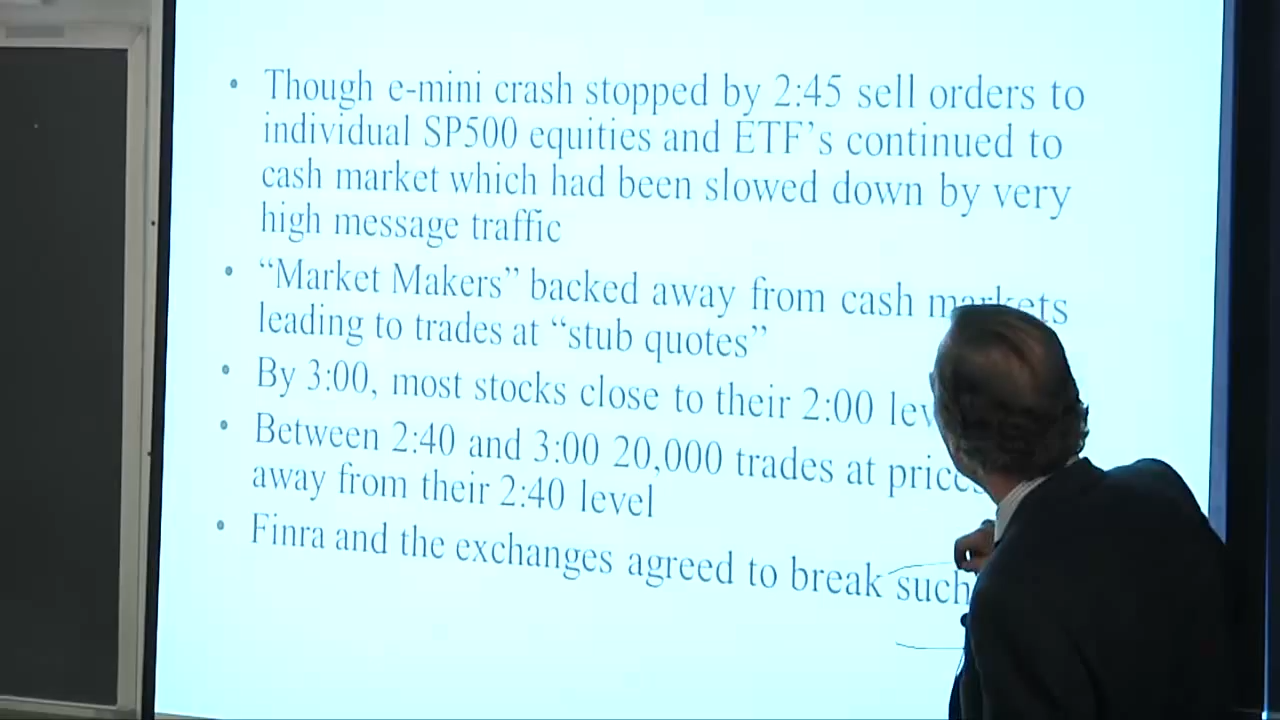 • Though e-mini crash stopped by 2:45 sell orders to
individual SP500 equities and ETF’s continued to
cash market which had been slowed down by very
high message traffic
• “Market Makers” backed away from cash markets
leading to trades at “stub quotes”
• By 3:00, most stocks close to their 2:00
• Between 2:40 and 3:00 20,000 trades at
away from their 2:40 level
• Finra and the exchanges agreed to break such